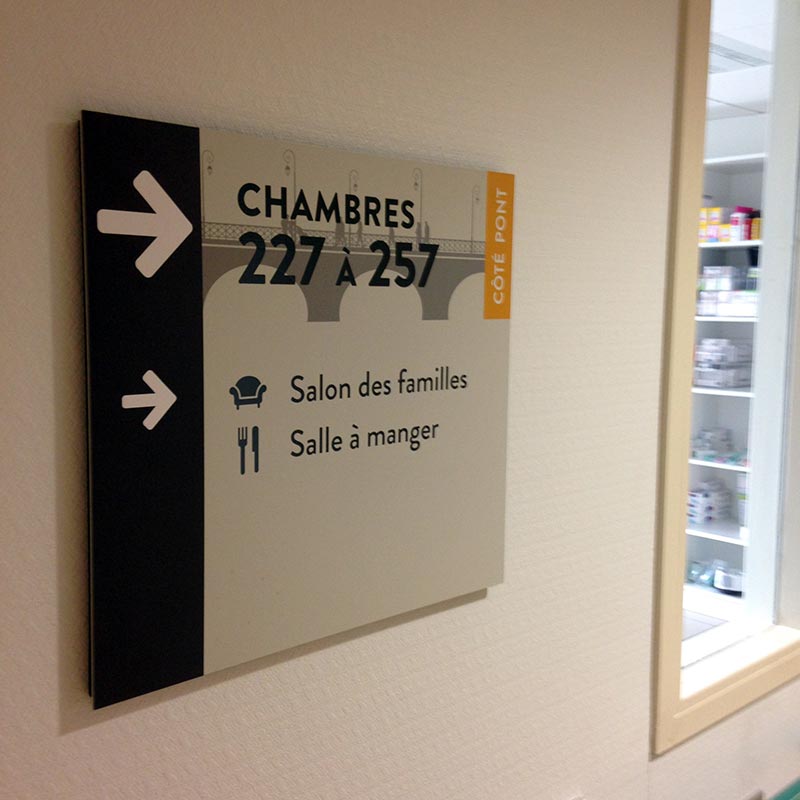 CHAMBRES
227 À 257
CÔTÉ PONT
Salon des familles
Salle à manger